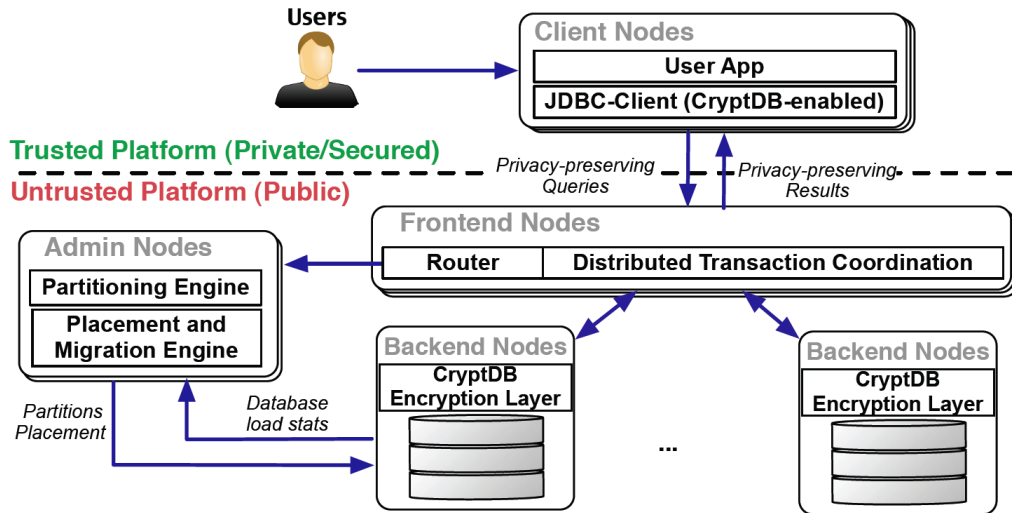 Users
Client Nodes
User App
JDBC-Client (CryptDB-enabled)
Trusted Platform (Private/Secured)
Untrusted Platform (Public)
Privacy-preserving
Queries
Privacy-preserving
Results
Frontend Nodes
Router
Distributed Transaction Coordination
Admin Nodes
Partitioning Engine
Placement and
Migration Engine
Partitions
Placement
Database
load stats
Backend Nodes
CryptDB
Encryption Layer
...
Backend Nodes
CryptDB
Encryption Layer